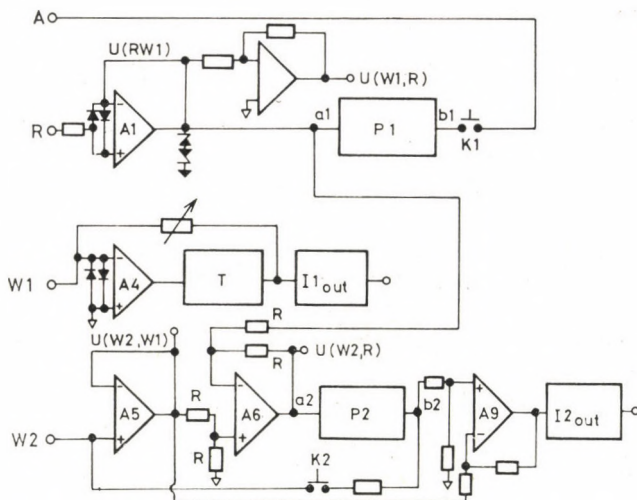 A
U(RW1)
U(W1,R)
R
A1
a1
P1
b1
K1
W1
A4
T
I1out
R
U(W2,W1)
R
U(W2,R)
W2
A5
R
A6
a2
P2
b2
A9
I2out
R
K2